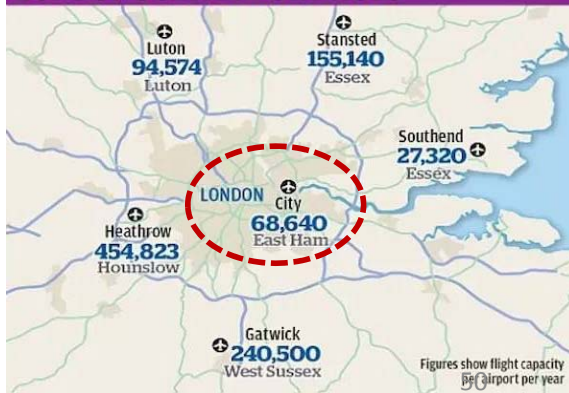 Luton
94,574
Luton
Stansted
155,140
Essex
Southend
27,320
Essex
LONDON
City
68,640
East Ham
Heathrow
454,823
Hounslow
Gatwick
240,500
West Sussex
Figures show flight capacity
per airport per year
50